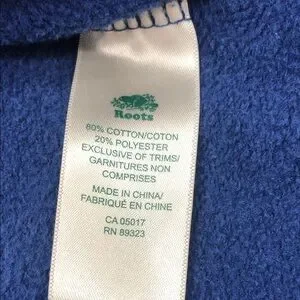 Roots
80% COTTON/COTON
20% POLYESTER
EXCLUSIVE OF TRIMS/
GARNITURES NON
COMPRISES
MADE IN CHINA/
FABRIQUÉ EN CHINE
CA 05017
RN 89323